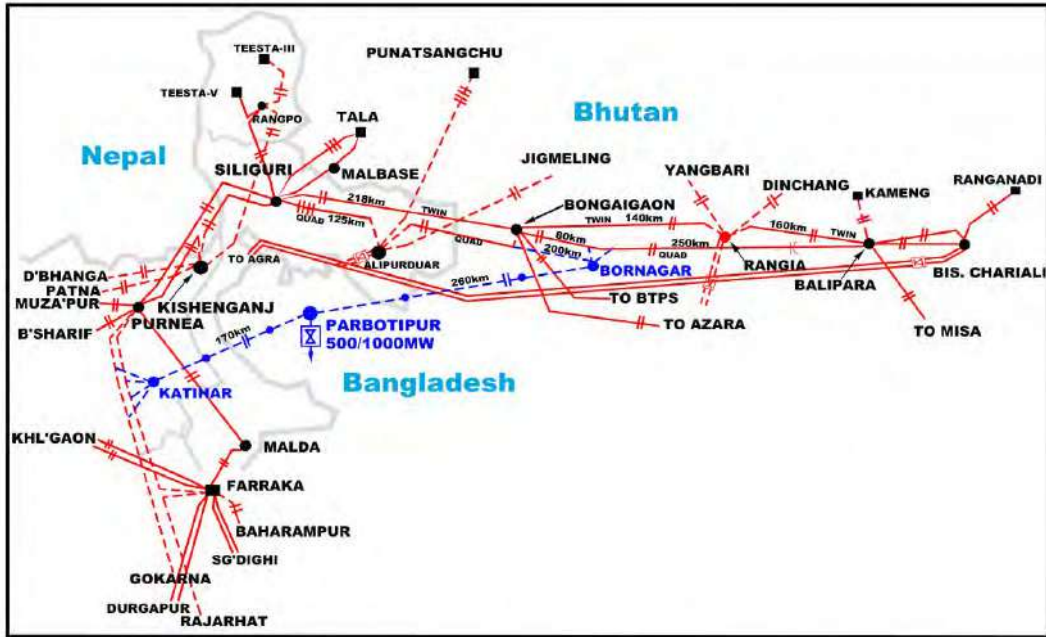 TEESTA-III
PUNATSANGCHU
TEESTA-V
RANGPO
TALA
Bhutan
Nepal
JIGMELING
YANGBARI
SILIGURI
MALBASE
DINCHANG
KAMENG
RANGANADI
218km
TWIN
BONGAIGAON
TWIN
140km
160km
TWIN
QUAD
125km
QUAD
60km
250km
QUAD
TO AGRA
ALIPURDUAR
200km
RANGIA
D'BHANGA
PATNA
BORNAGAR
BALIPARA
BIS. CHARIALI
MUZA'PUR
KISHENGANJ
260km
TO BTPS
PURNEA
B'SHARIF
170km
PARBOTIPUR
500/1000MW
TO AZARA
TO MISA
Bangladesh
KATIHAR
KHL'GAON
MALDA
FARRAKA
BAHARAMPUR
SG'DIGHI
GOKARNA
DURGAPUR
RAJARHAT